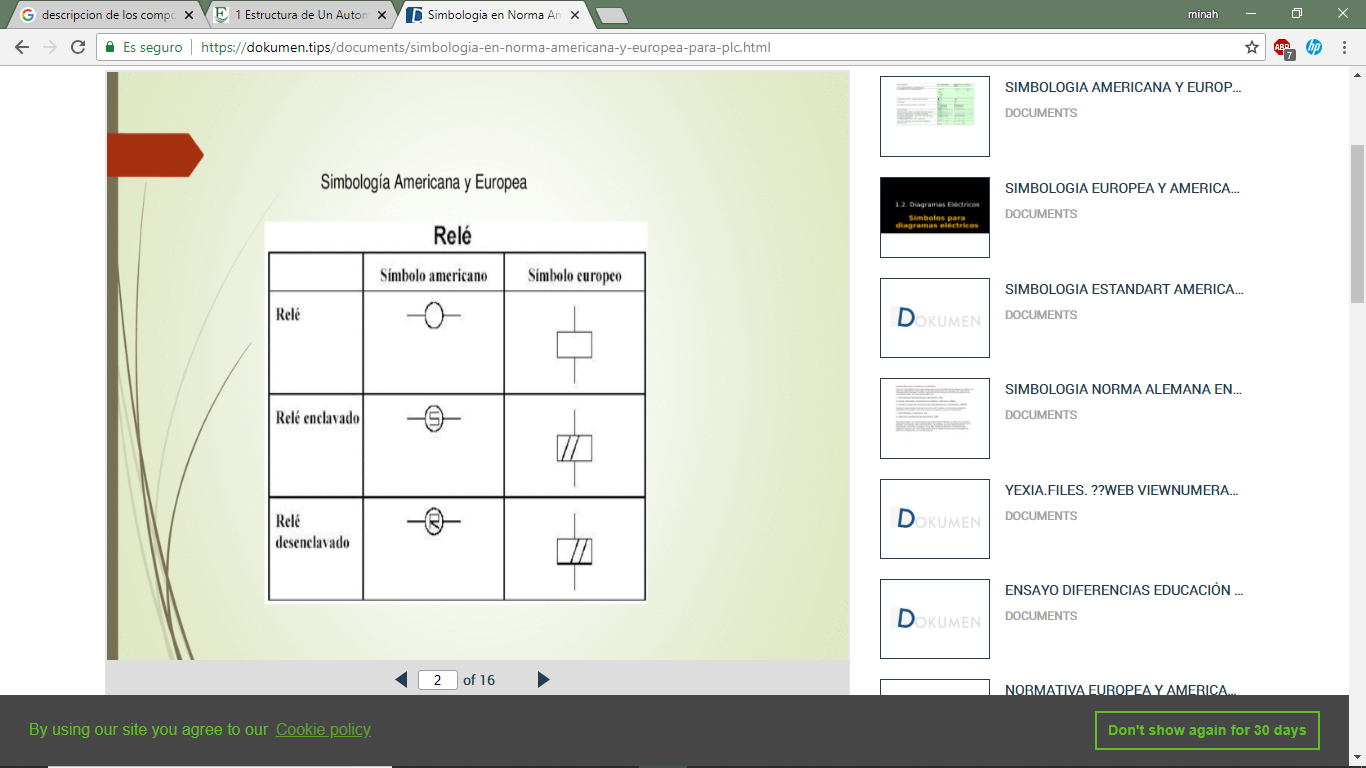 descripcion de los compo
1 Estructura de Un Autom
Simbologia en Norma Am
minah
Es seguro
https://dokumen.tips/documents/simbologia-en-norma-americana-y-europea-para-plc.html
ABP
7
hp
Simbología Americana y Europea
Relé
Símbolo americano
Símbolo europeo
Relé
Relé enclavado
S
Relé
desenclavado
R
2 of 16
SIMBOLOGIA AMERICANA Y EUROP...
DOCUMENTS
1.2. Diagramas Eléctricos
Símbolos para
diagramas eléctricos
SIMBOLOGIA EUROPEA Y AMERICA...
DOCUMENTS
DOKUMEN
SIMBOLOGIA ESTANDART AMERICA...
DOCUMENTS
SIMBOLOGIA NORMA ALEMANA EN...
DOCUMENTS
DOKUMEN
YEXIA.FILES. ??WEB VIEWNUMERA...
DOCUMENTS
DOKUMEN
ENSAYO DIFERENCIAS EDUCACIÓN ...
DOCUMENTS
NORMATIVA EUROPEA Y AMERICA...
By using our site you agree to our Cookie policy
Don't show again for 30 days